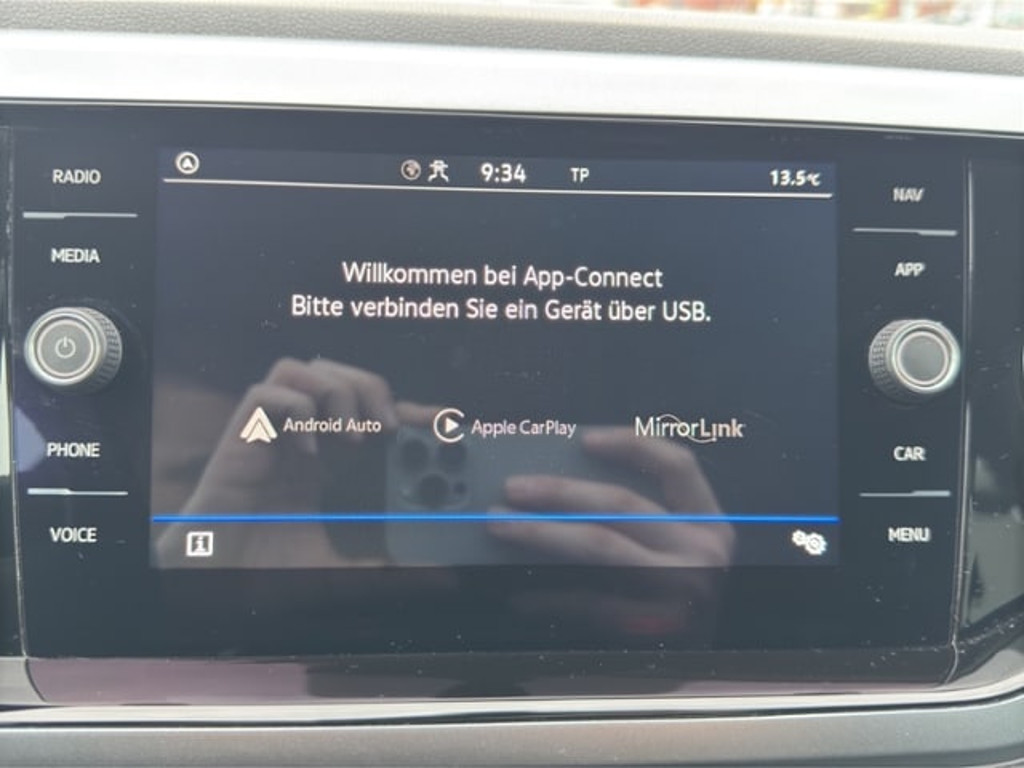 RADIO
MEDIA
PHONE
VOICE
9:34 TP 13.5°C
Willkommen bei App-Connect
Bitte verbinden Sie ein Gerät über USB.
Android Auto Apple CarPlay MirrorLink
NAV
APP
CAR
MENU